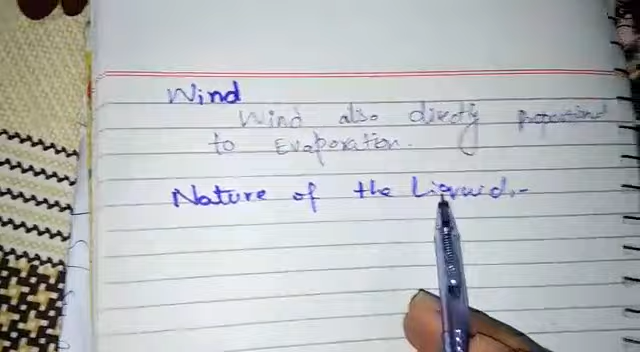 Wind
Wind also directly proportional
to Evaporation.
Nature of the Liquid:-